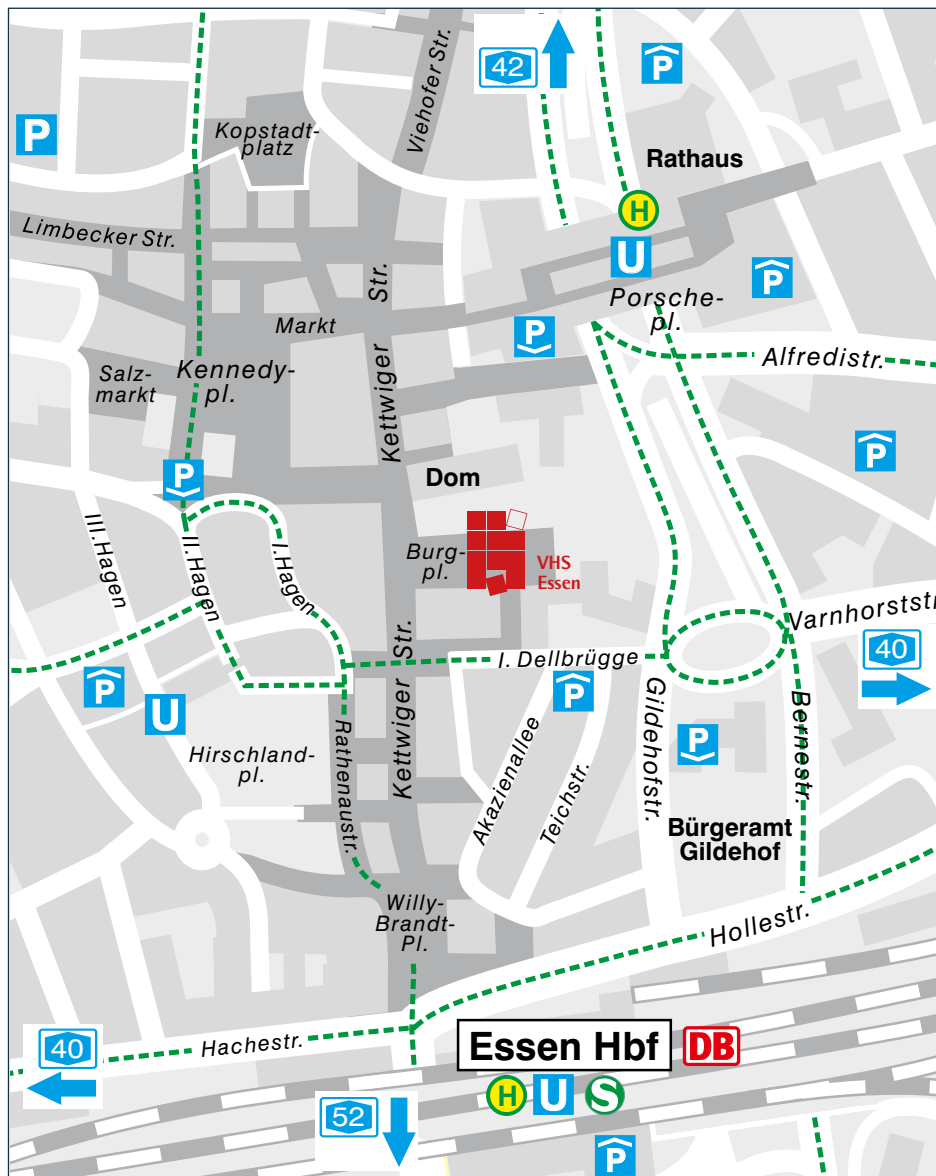 42
P
Viehofer Str.
P
Kopstadt-
platz
Rathaus
H
Limbecker Str.
U
P
Str.
Porsche-
pl.
Markt
P
Alfredistr.
Salz-
markt
Kennedy-
pl.
Kettwiger
P
P
Dom
III.Hagen
II.Hagen
I.Hagen
Burg-
pl.
VHS
Essen
Varnhorststr
40
Kettwiger Str.
I. Dellbrügge
P
P
U
Gildehofstr.
P
Bernestr.
Hirschland-
pl.
Rathenaustr.
Akazienallee
Teichstr.
Bürgeramt
Gildehof
Willy-
Brandt-
Pl.
Hollestr.
40
Hachestr.
Essen Hbf
DB
H
U
S
52
P